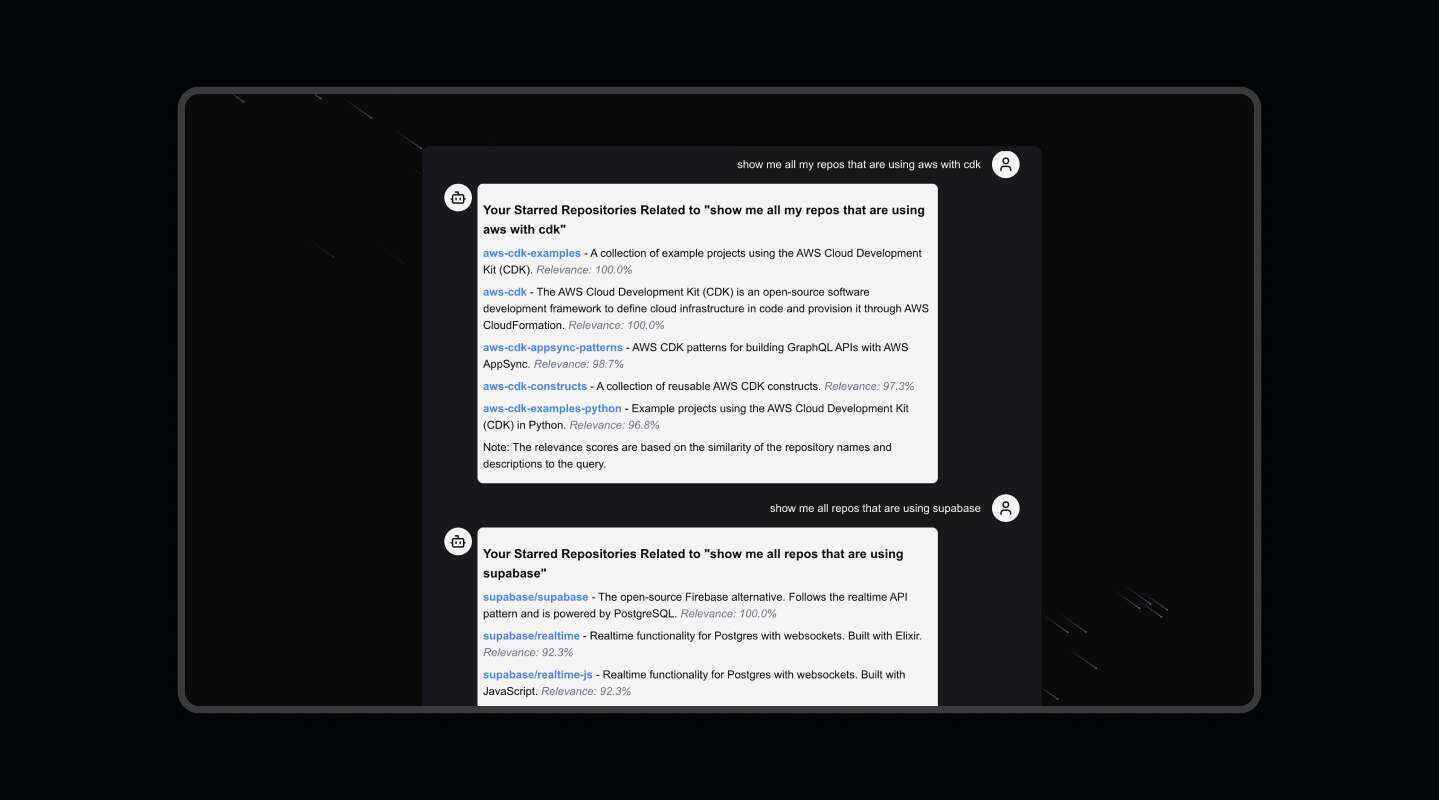 show me all my repos that are using aws with cdk
Your Starred Repositories Related to "show me all my repos that are using
aws with cdk"
aws-cdk-examples - A collection of example projects using the AWS Cloud Development
Kit (CDK). Relevance: 100.0%
aws-cdk - The AWS Cloud Development Kit (CDK) is an open-source software
development framework to define cloud infrastructure in code and provision it through AWS
CloudFormation. Relevance: 100.0%
aws-cdk-appsync-patterns - AWS CDK patterns for building GraphQL APIs with AWS
AppSync. Relevance: 98.7%
aws-cdk-constructs - A collection of reusable AWS CDK constructs. Relevance: 97.3%
aws-cdk-examples-python - Example projects using the AWS Cloud Development Kit
(CDK) in Python. Relevance: 96.8%
Note: The relevance scores are based on the similarity of the repository names and
descriptions to the query.
show me all repos that are using supabase
Your Starred Repositories Related to "show me all repos that are using
supabase"
supabase/supabase - The open-source Firebase alternative. Follows the realtime API
pattern and is powered by PostgreSQL. Relevance: 100.0%
supabase/realtime - Realtime functionality for Postgres with websockets. Built with Elixir.
Relevance: 92.3%
supabase/realtime-js - Realtime functionality for Postgres with websockets. Built with
JavaScript. Relevance: 92.3%